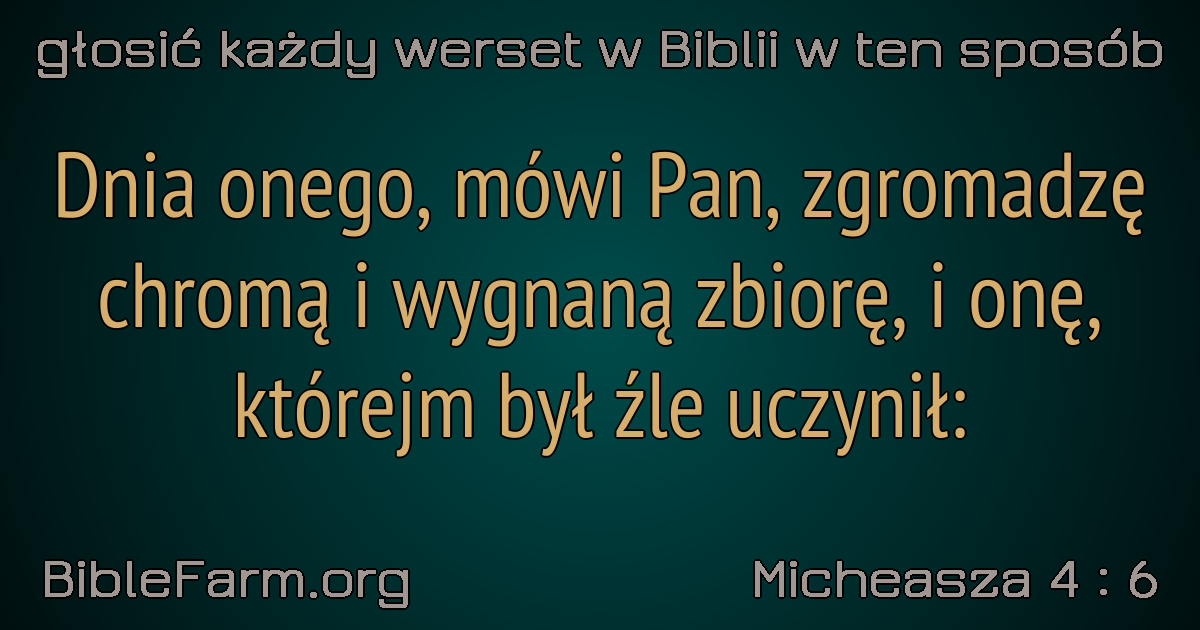 głosić każdy werset w Biblii w ten sposób
Dnia onego, mówi Pan, zgromadzę
chromą i wygnaną zbiorę, i onę,
którejm był źle uczynił:
BibleFarm.org
Micheasza 4 : 6